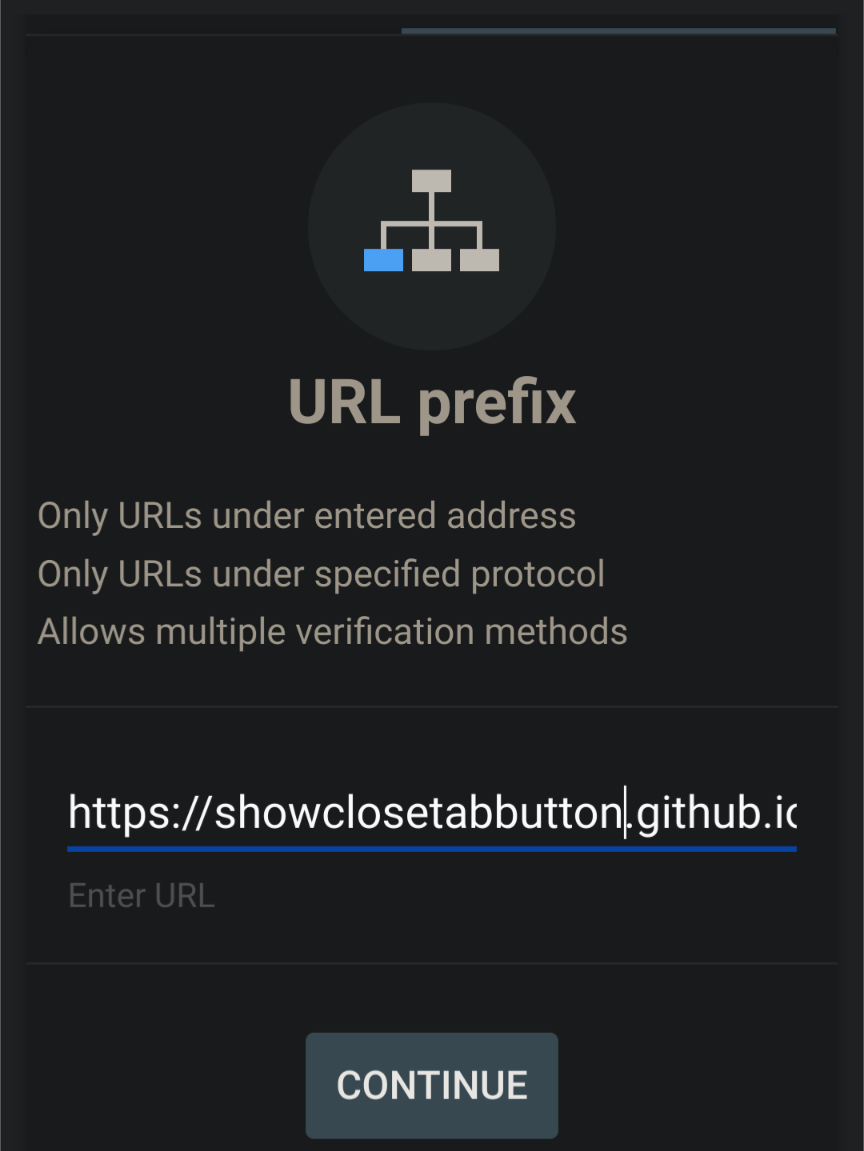 URL prefix
Only URLs under entered address
Only URLs under specified protocol
Allows multiple verification methods
https://showclosetabbutton.github.io
Enter URL
CONTINUE